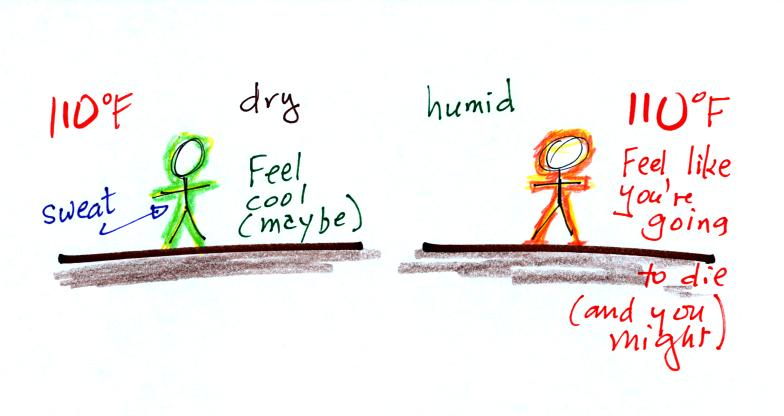 110°F
dry
sweat
Feel
cool
(maybe)
humid
110°F
Feel like
you're
going
to die
(and you
might)